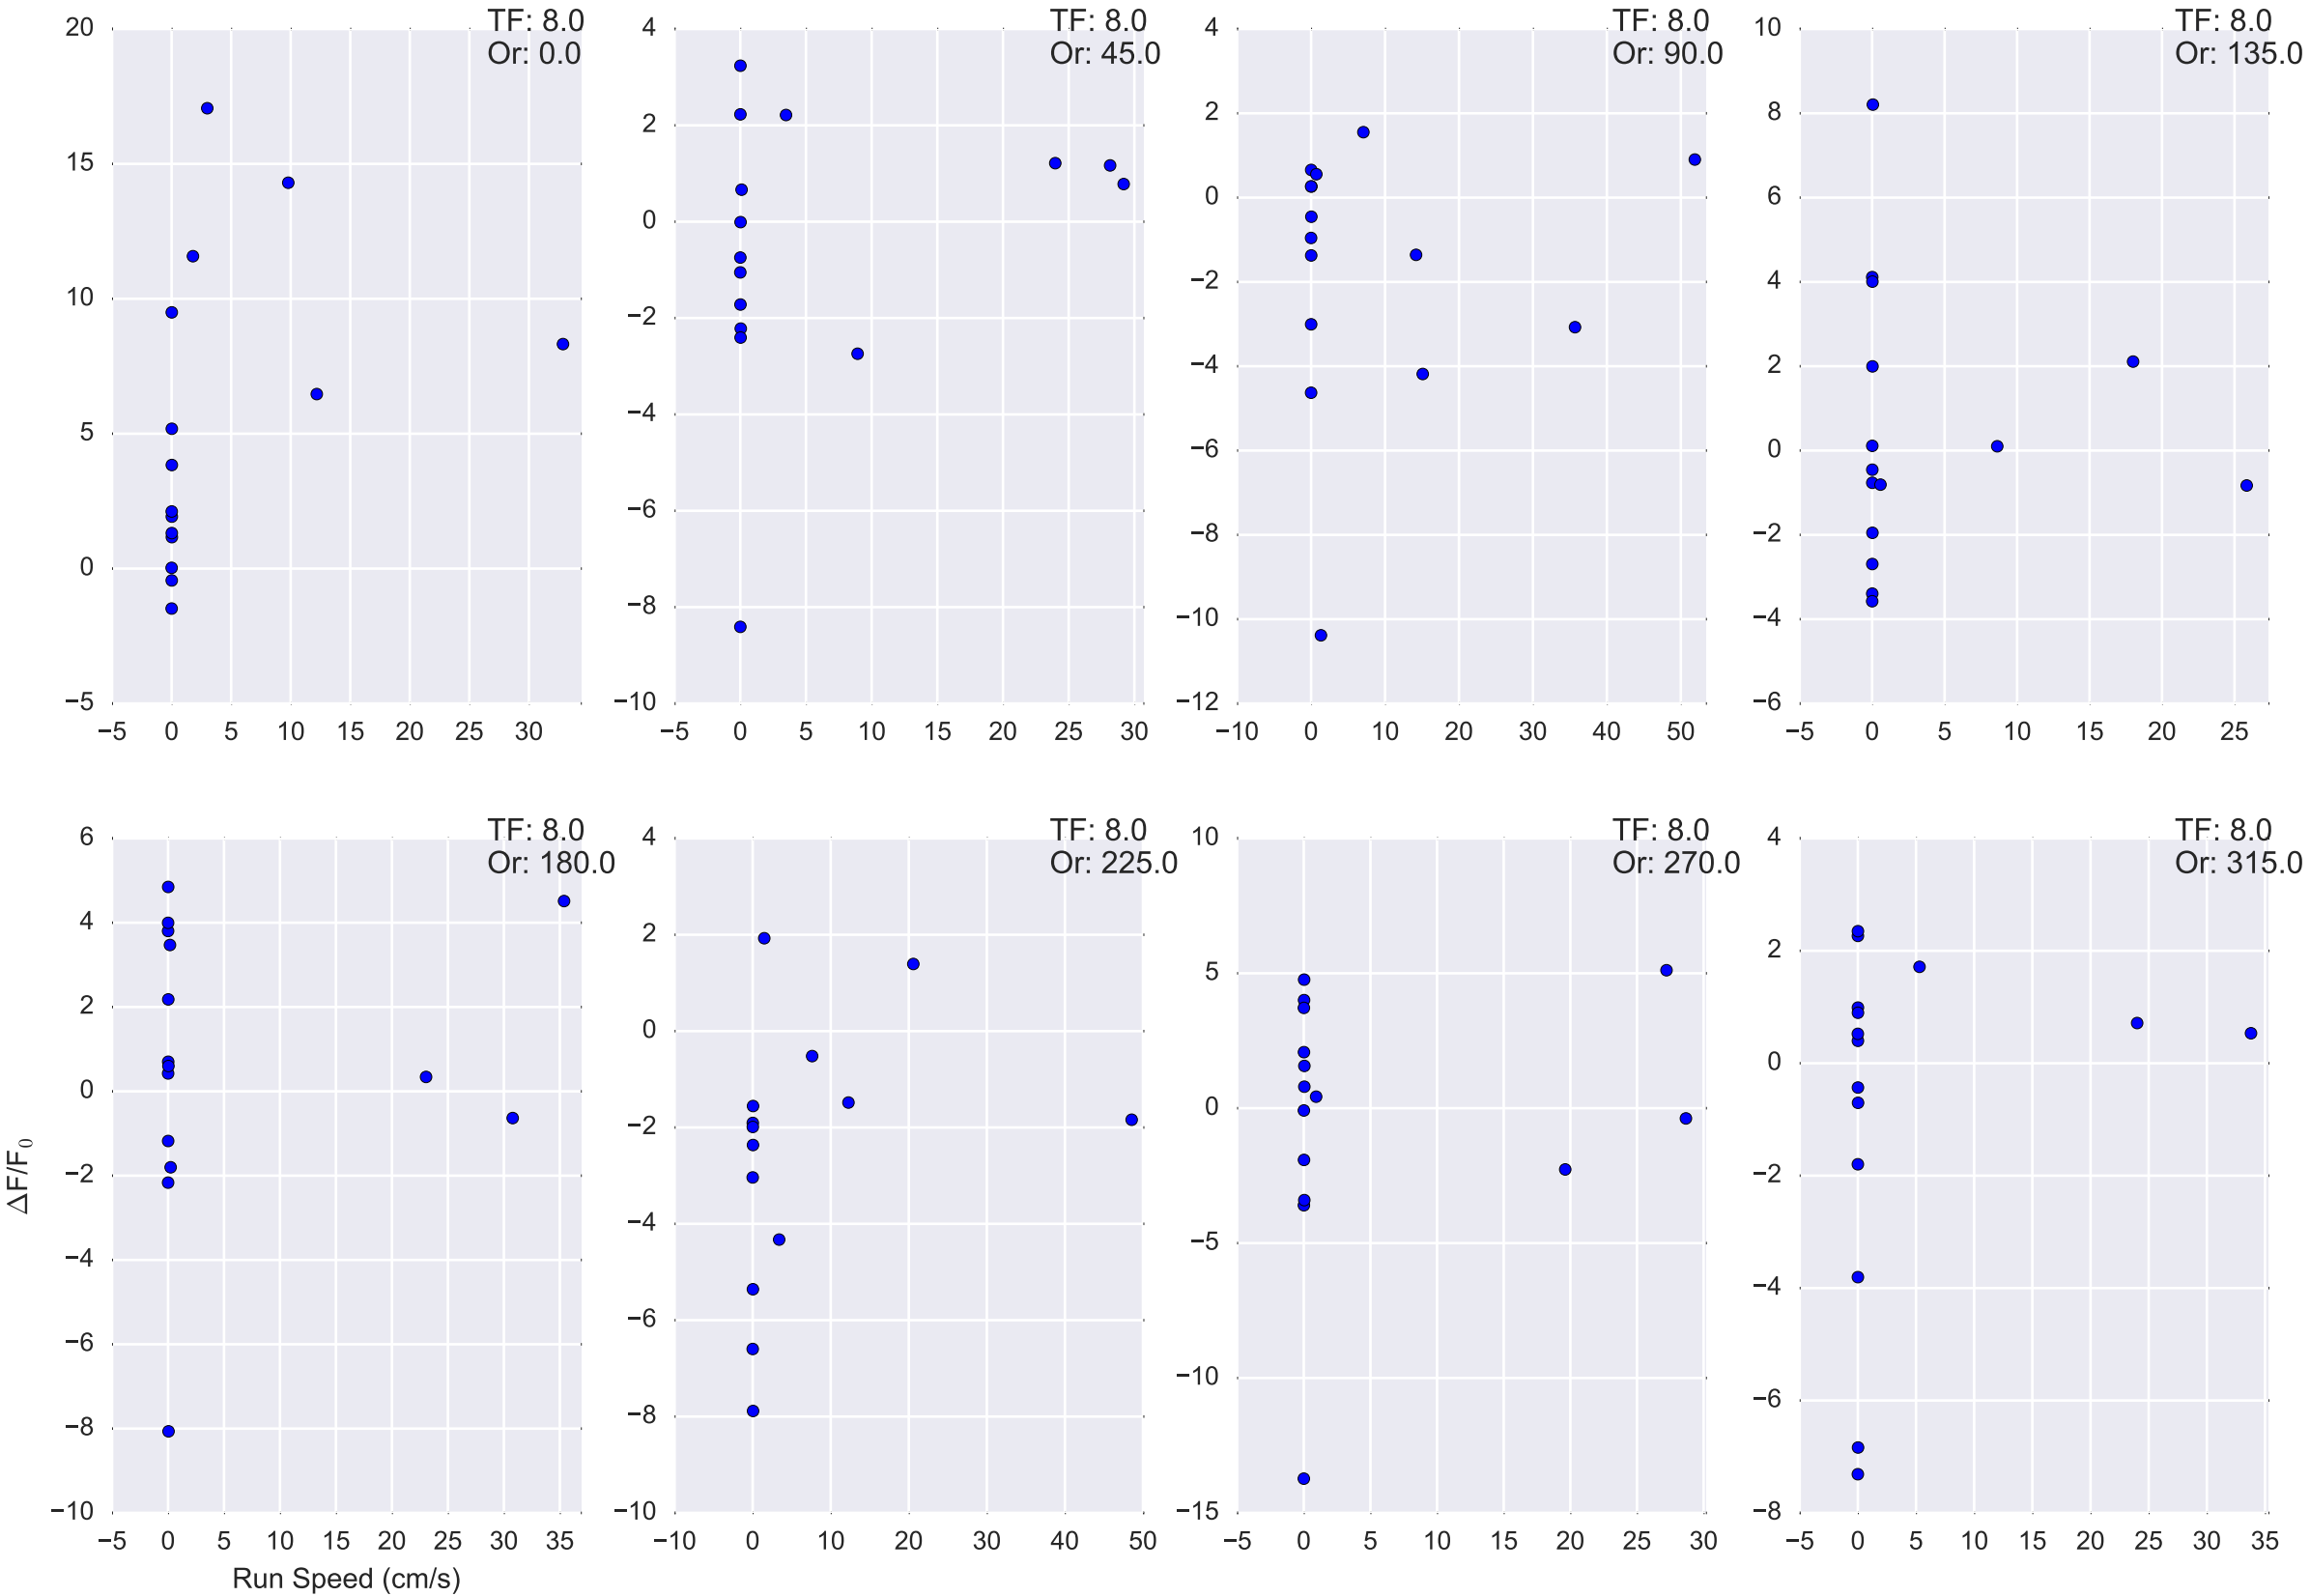 TF: 8.0
Or: 0.0
20
15
10
5
0
−5
−5 0 5 10 15 20 25 30
TF: 8.0
Or: 45.0
4
2
0
−2
−4
−6
−8
−10
−5 0 5 10 15 20 25 30
TF: 8.0
Or: 90.0
4
2
0
−2
−4
−6
−8
−10
−12
−10 0 10 20 30 40 50
TF: 8.0
Or: 135.0
10
8
6
4
2
0
−2
−4
−6
−5 0 5 10 15 20 25
TF: 8.0
Or: 180.0
6
4
2
0
−2
−4
−6
−8
−10
−5 0 5 10 15 20 25 30 35
ΔF/F₀
Run Speed (cm/s)
TF: 8.0
Or: 225.0
4
2
0
−2
−4
−6
−8
−10
−10 0 10 20 30 40 50
TF: 8.0
Or: 270.0
10
5
0
−5
−10
−15
−5 0 5 10 15 20 25 30
TF: 8.0
Or: 315.0
4
2
0
−2
−4
−6
−8
−5 0 5 10 15 20 25 30 35